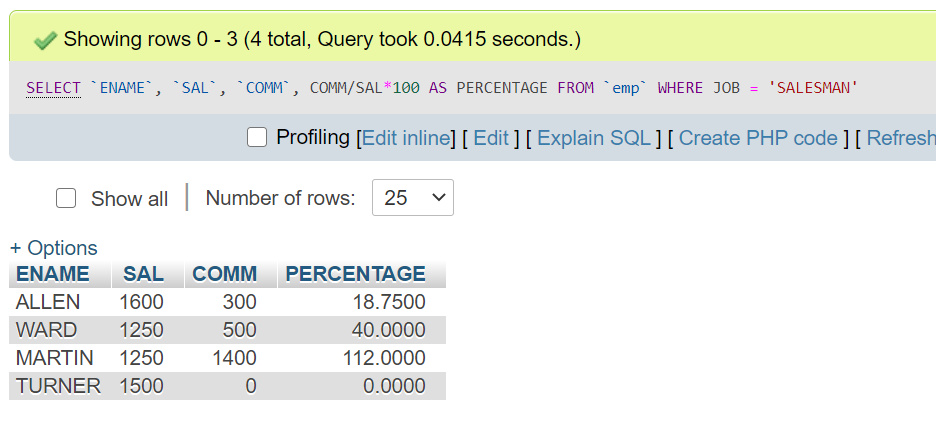 Showing rows 0 - 3 (4 total, Query took 0.0415 seconds.)
SELECT `ENAME`, `SAL`, `COMM`, COMM/SAL*100 AS PERCENTAGE FROM `emp` WHERE JOB = 'SALESMAN'
Profiling [Edit inline] [ Edit ] [ Explain SQL ] [ Create PHP code ] [ Refresh
Show all | Number of rows: 25
+ Options
ENAME SAL COMM PERCENTAGE
ALLEN 1600 300 18.7500
WARD 1250 500 40.0000
MARTIN 1250 1400 112.0000
TURNER 1500 0 0.0000